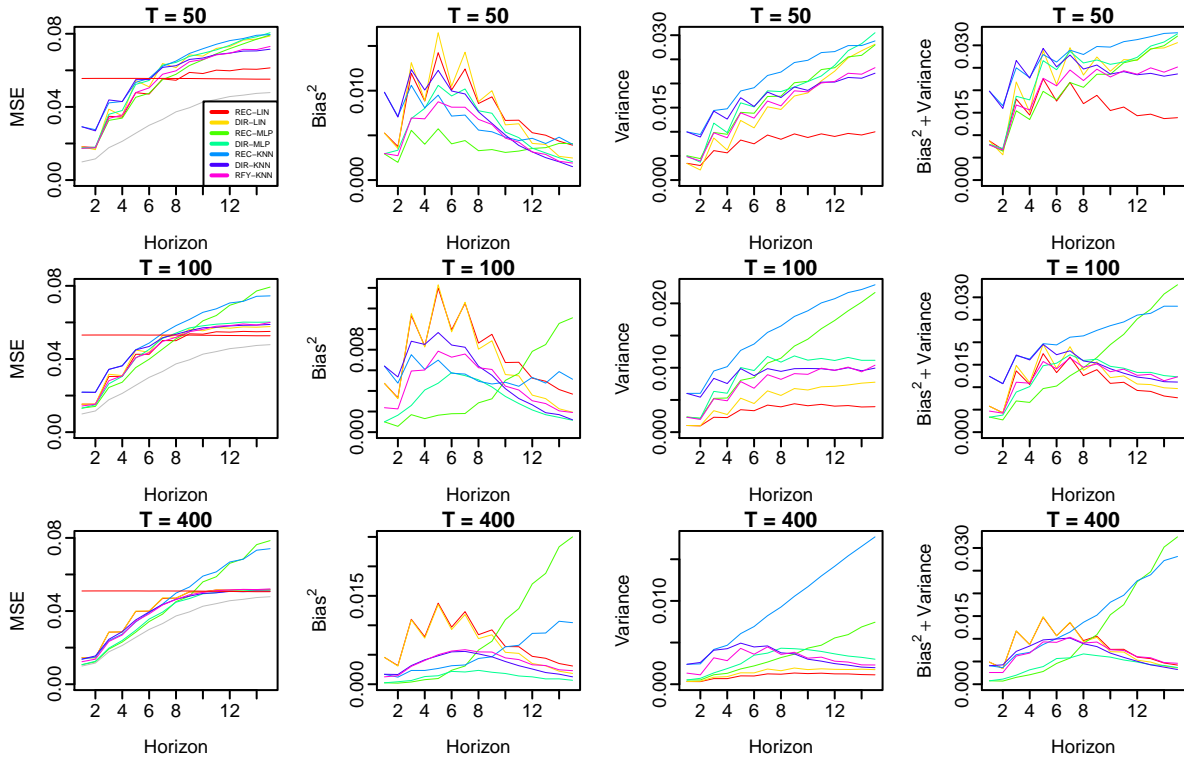 T = 50
T = 50
T = 50
T = 50
MSE
0.00
0.04
0.08
REC−LIN
DIR−LIN
REC−MLP
DIR−MLP
REC−KNN
DIR−KNN
RFY−KNN
2 4 6 8 12
Horizon
Bias²
0.000
0.010
2 4 6 8 12
Horizon
Variance
0.000
0.015
0.030
2 4 6 8 12
Horizon
Bias² + Variance
0.000
0.015
0.030
2 4 6 8 12
Horizon
T = 100
T = 100
T = 100
T = 100
MSE
0.00
0.04
0.08
2 4 6 8 12
Horizon
Bias²
0.000
0.008
2 4 6 8 12
Horizon
Variance
0.000
0.010
0.020
2 4 6 8 12
Horizon
Bias² + Variance
0.000
0.015
0.030
2 4 6 8 12
Horizon
T = 400
T = 400
T = 400
T = 400
MSE
0.00
0.04
0.08
2 4 6 8 12
Horizon
Bias²
0.000
0.015
2 4 6 8 12
Horizon
Variance
0.000
0.010
2 4 6 8 12
Horizon
Bias² + Variance
0.000
0.015
0.030
2 4 6 8 12
Horizon